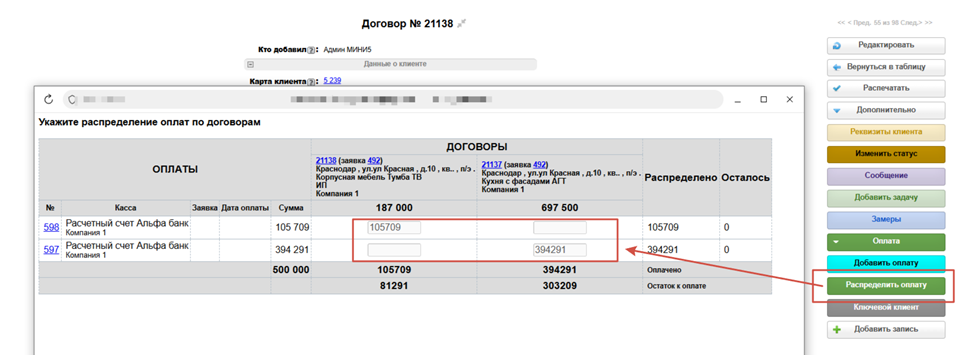 Договор № 21138
<< < Пред. 55 из 98 След.> >>
Кто добавил[?]: Админ МИНИ5
Данные о клиенте
Карта клиента[?]: 5 239
Редактировать
Вернуться в таблицу
Распечатать
Дополнительно
Реквизиты клиента
Изменить статус
Сообщение
Добавить задачу
Замеры
Оплата
Добавить оплату
Распределить оплату
Ключевой клиент
Добавить запись
Укажите распределение оплат по договорам
ОПЛАТЫ
ДОГОВОРЫ
Распределено
Осталось
21138 (заявка 492)
Краснодар , ул.ул Красная , д.10 , кв.. , п/э .
Корпусная мебель Тумба ТВ
ИП
Компания 1
21137 (заявка 492)
Краснодар , ул.ул Красная , д.10 , кв.. , п/э .
Кухня с фасадами АГТ
Компания 1
№ Касса Заявка Дата оплаты Сумма 187 000 697 500
598 Расчетный счет Альфа банк 105 709 105709 105709 0
Компания 1
597 Расчетный счет Альфа банк 394 291 394291 394291 0
Компания 1
500 000 105709 394291 Оплачено
81291 303209 Остаток к оплате